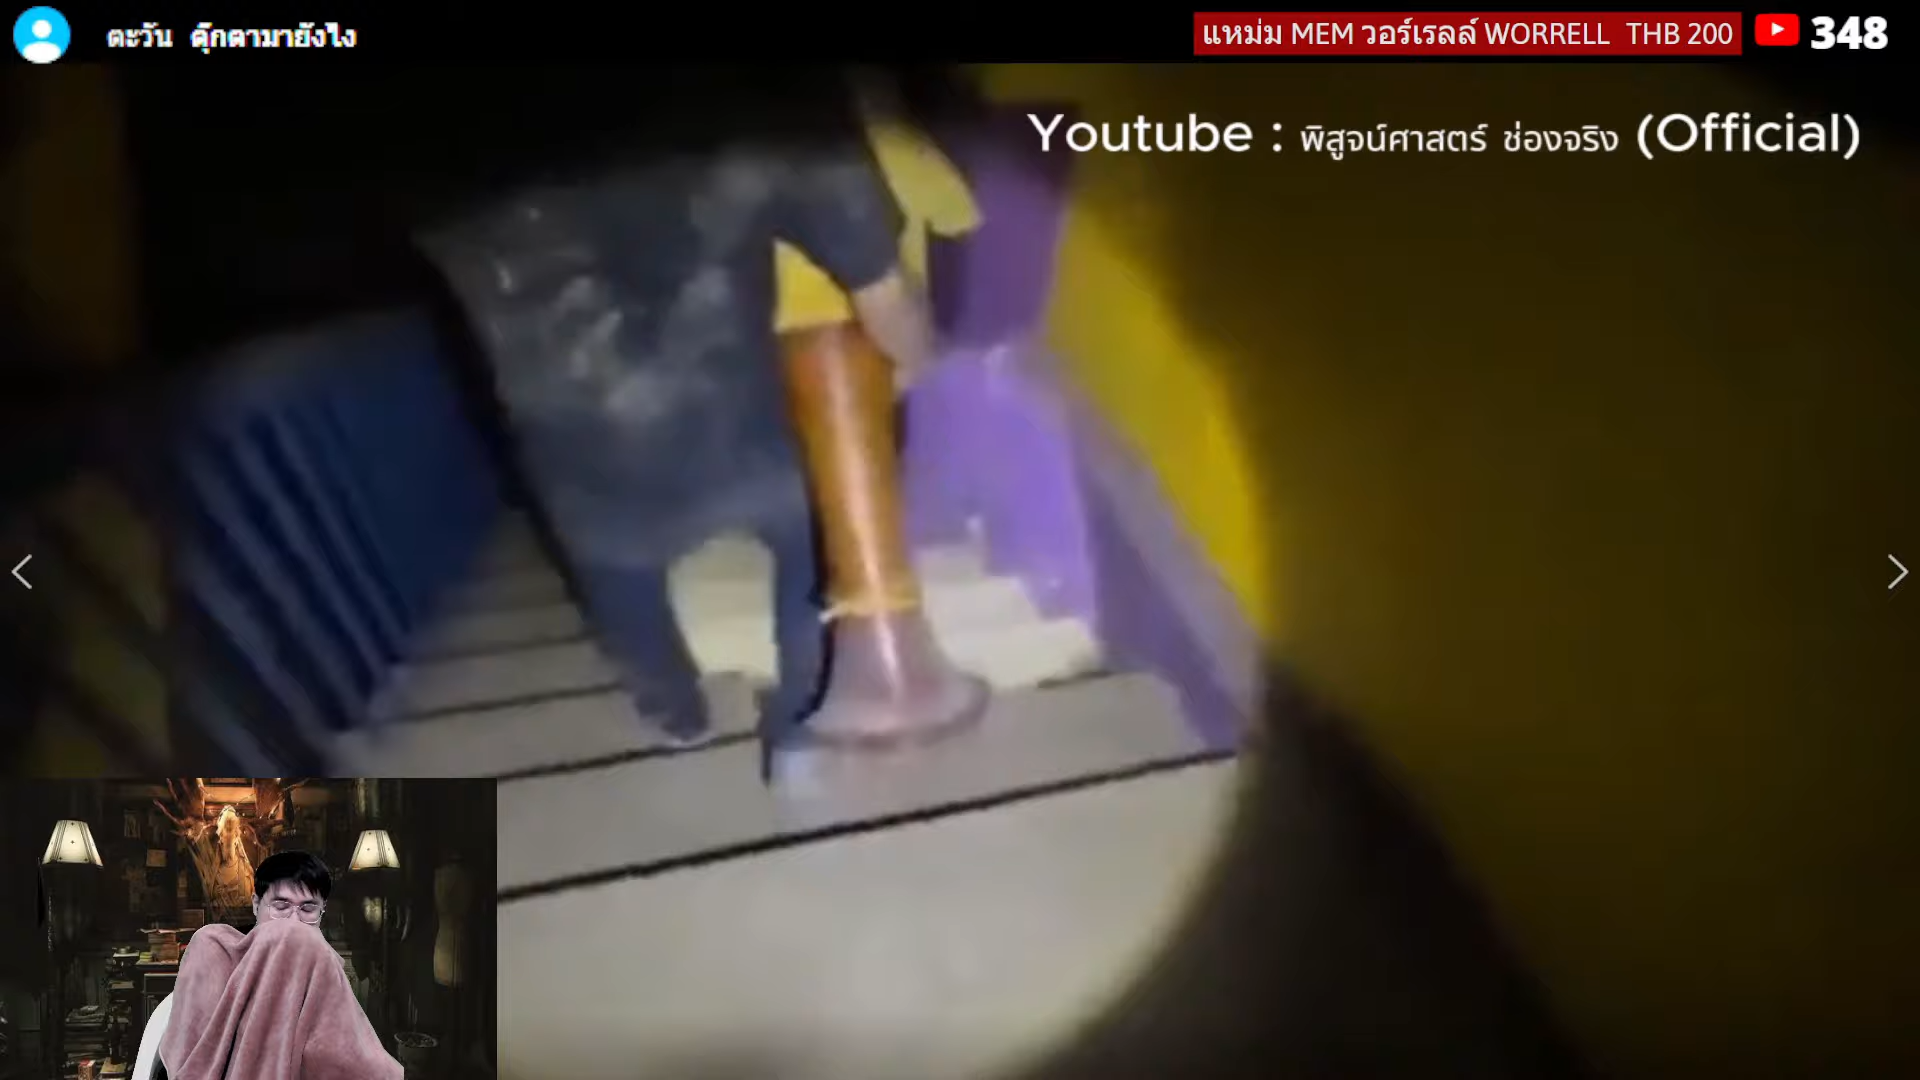 ตะวัน ตุ๊กตามายังไง
แหม่ม MEM วอร์เรลล์ WORRELL THB 200
348
Youtube : พิสูจน์ศาสตร์ ช่องจริง (Official)